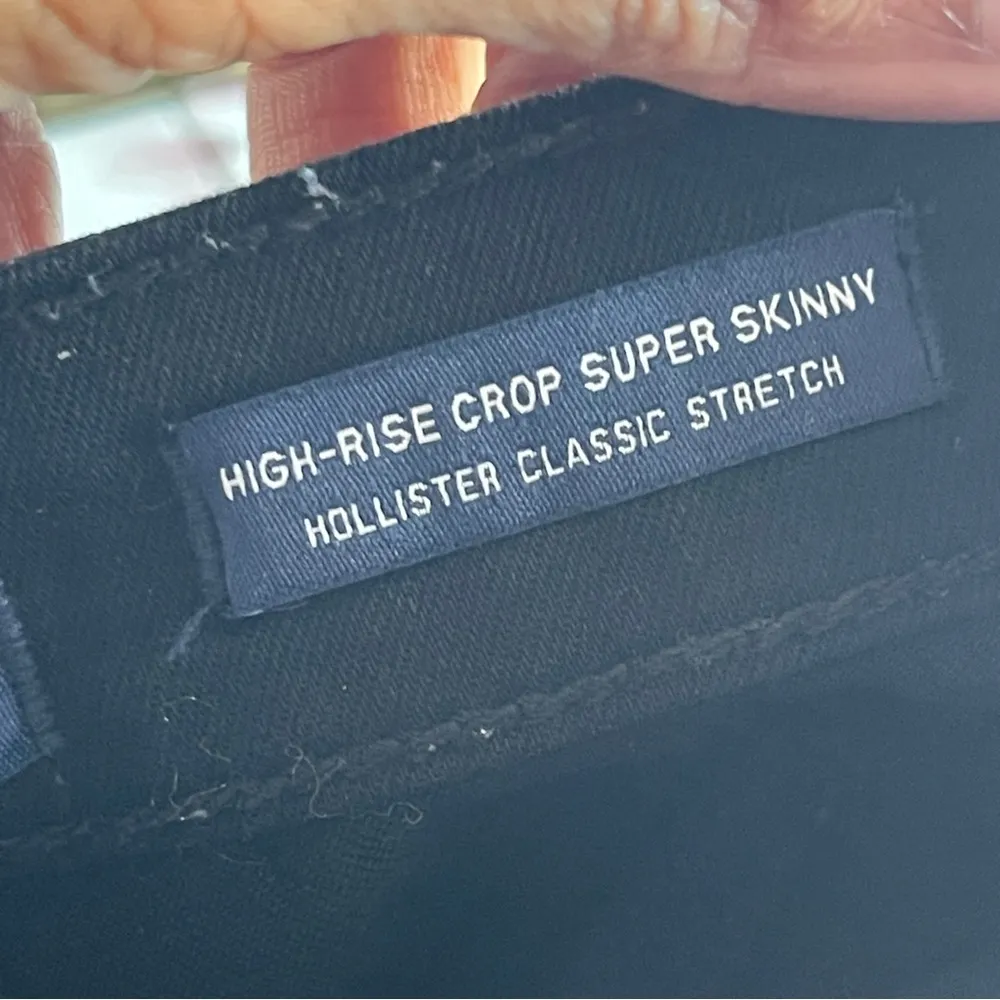 HIGH-RISE CROP SUPER SKINNY
HOLLISTER CLASSIC STRETCH